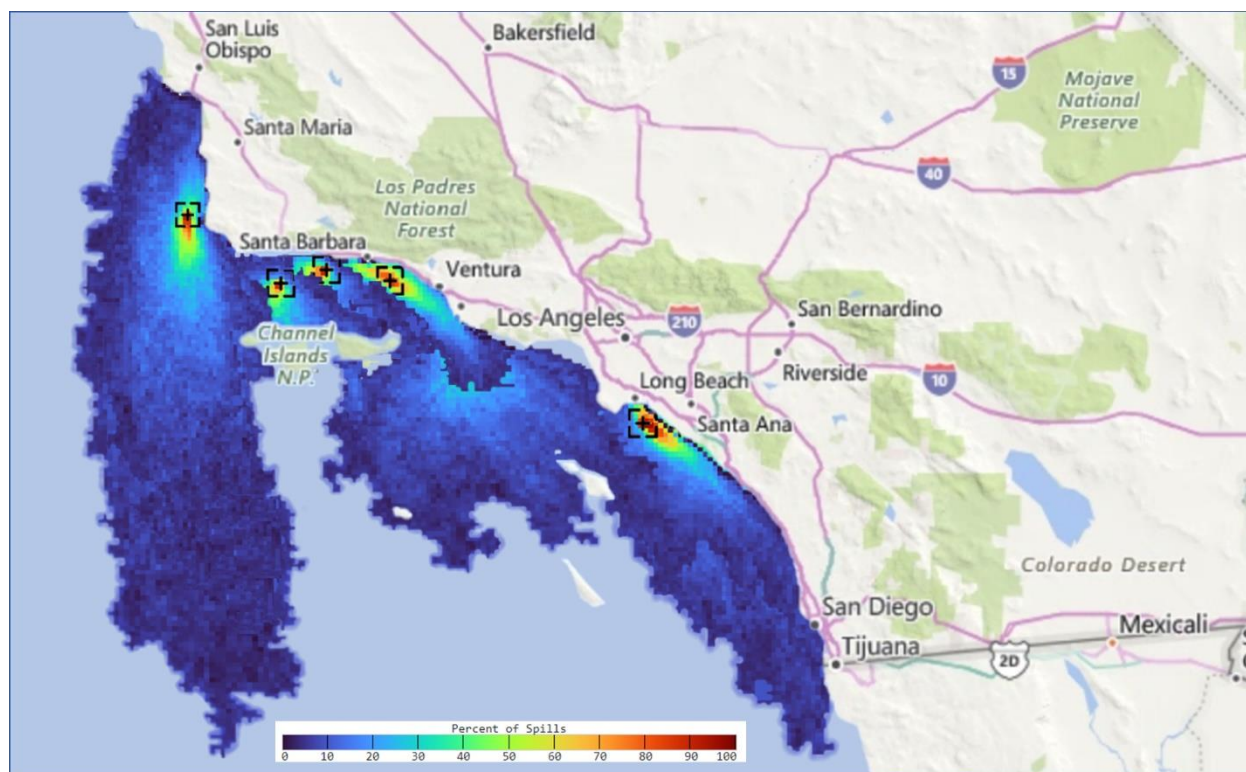 San Luis
Obispo
Bakersfield
15
Mojave
National
Preserve
Santa Maria
40
Los Padres
National
Forest
Santa Barbara
Ventura
Los Angeles
210
San Bernardino
Channel
Islands
N.P.
Long Beach
Riverside
10
Santa Ana
Colorado Desert
San Diego
Mexicali
Tijuana
2D
Percent of Spills
0 10 20 30 40 50 60 70 80 90 100